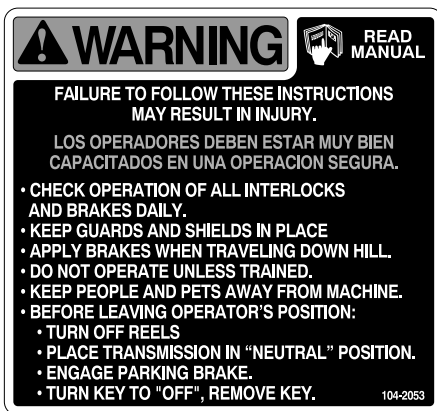 WARNING
READ
MANUAL
FAILURE TO FOLLOW THESE INSTRUCTIONS
MAY RESULT IN INJURY.
LOS OPERADORES DEBEN ESTAR MUY BIEN
CAPACITADOS EN UNA OPERACION SEGURA.
• CHECK OPERATION OF ALL INTERLOCKS
AND BRAKES DAILY.
• KEEP GUARDS AND SHIELDS IN PLACE
• APPLY BRAKES WHEN TRAVELING DOWN HILL.
• DO NOT OPERATE UNLESS TRAINED.
• KEEP PEOPLE AND PETS AWAY FROM MACHINE.
• BEFORE LEAVING OPERATOR'S POSITION:
• TURN OFF REELS
• PLACE TRANSMISSION IN “NEUTRAL” POSITION.
• ENGAGE PARKING BRAKE.
• TURN KEY TO "OFF", REMOVE KEY.
104-2053